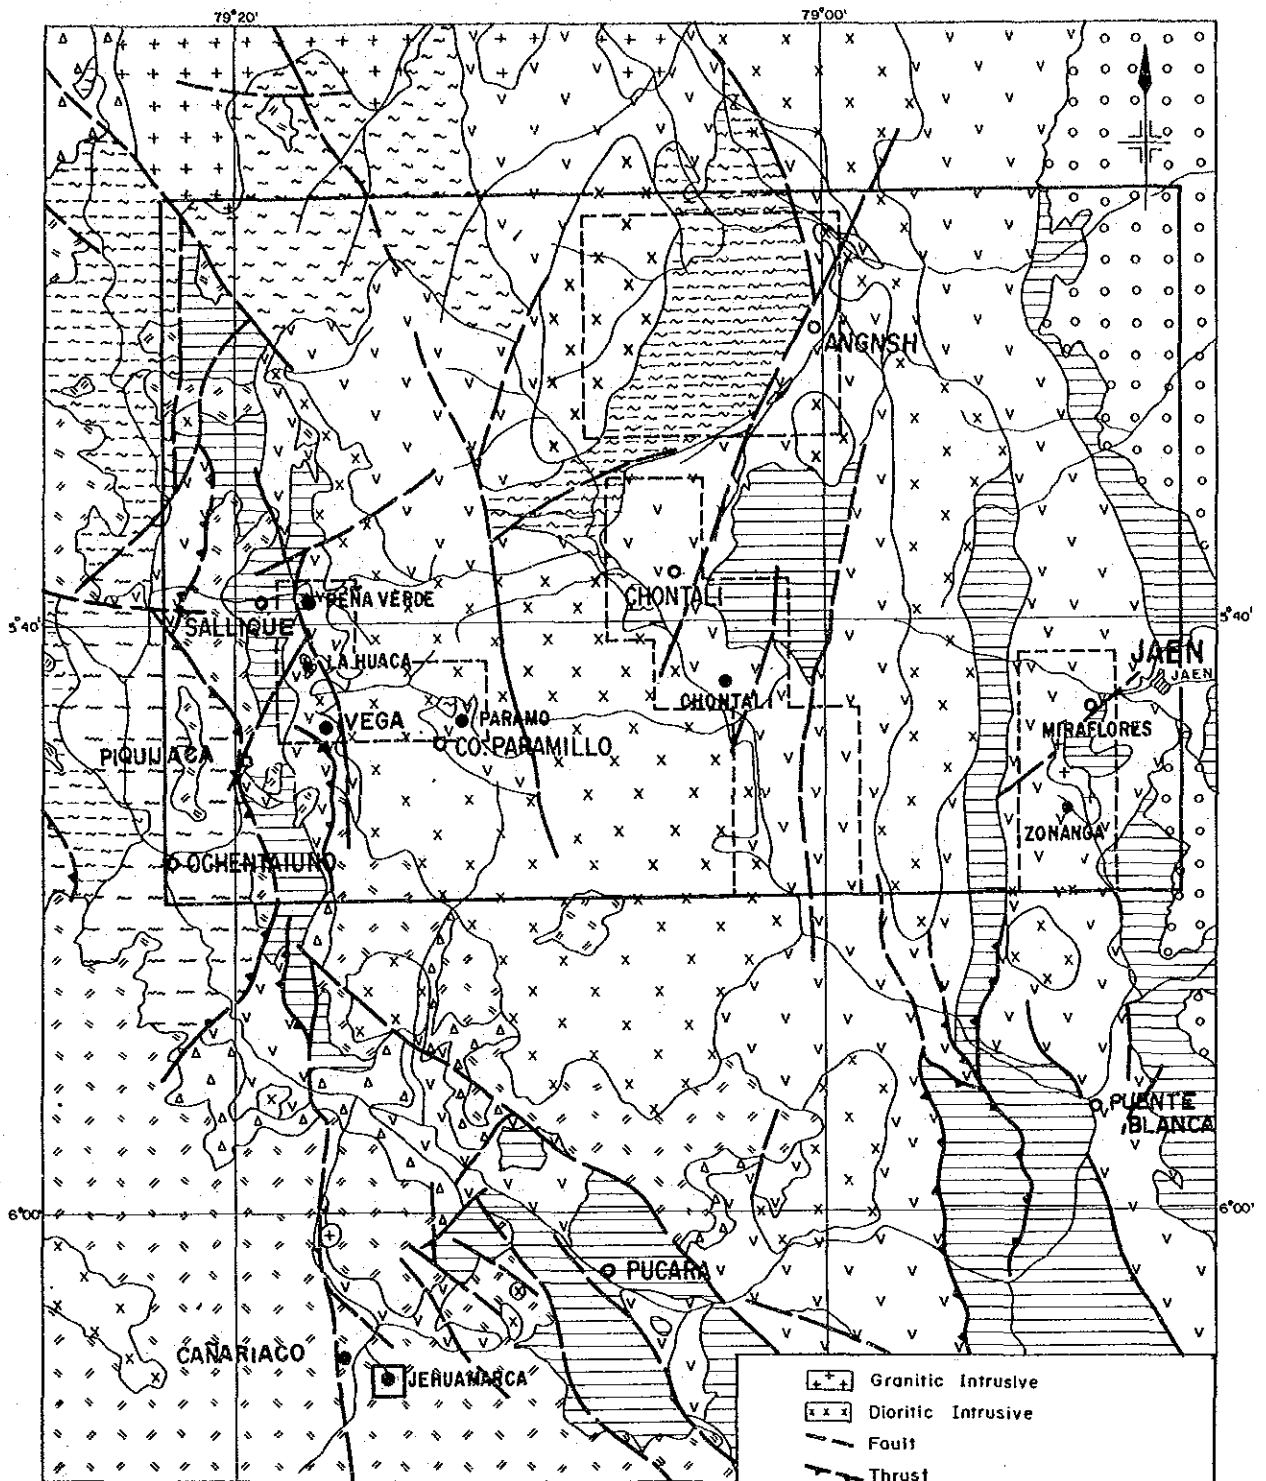 79°20'
79°00'
ANGNSH
CHONTALI
PEÑA VERDE
SALLIQUE
5°40'
5°40'
JAEN
JAEN
LA HUACA
CHONTALI
VEGA
PARAMO
MIRAFLORES
CO. PARAMILLO
PIQUIJACA
ZONANGA
OCHENTAIUNO
PUENTE
BLANCA
6°00'
6°00'
PUCARA
CAÑARIACO
JEHUAMARCA
Granitic Intrusive
Dioritic Intrusive
Fault
Thrust